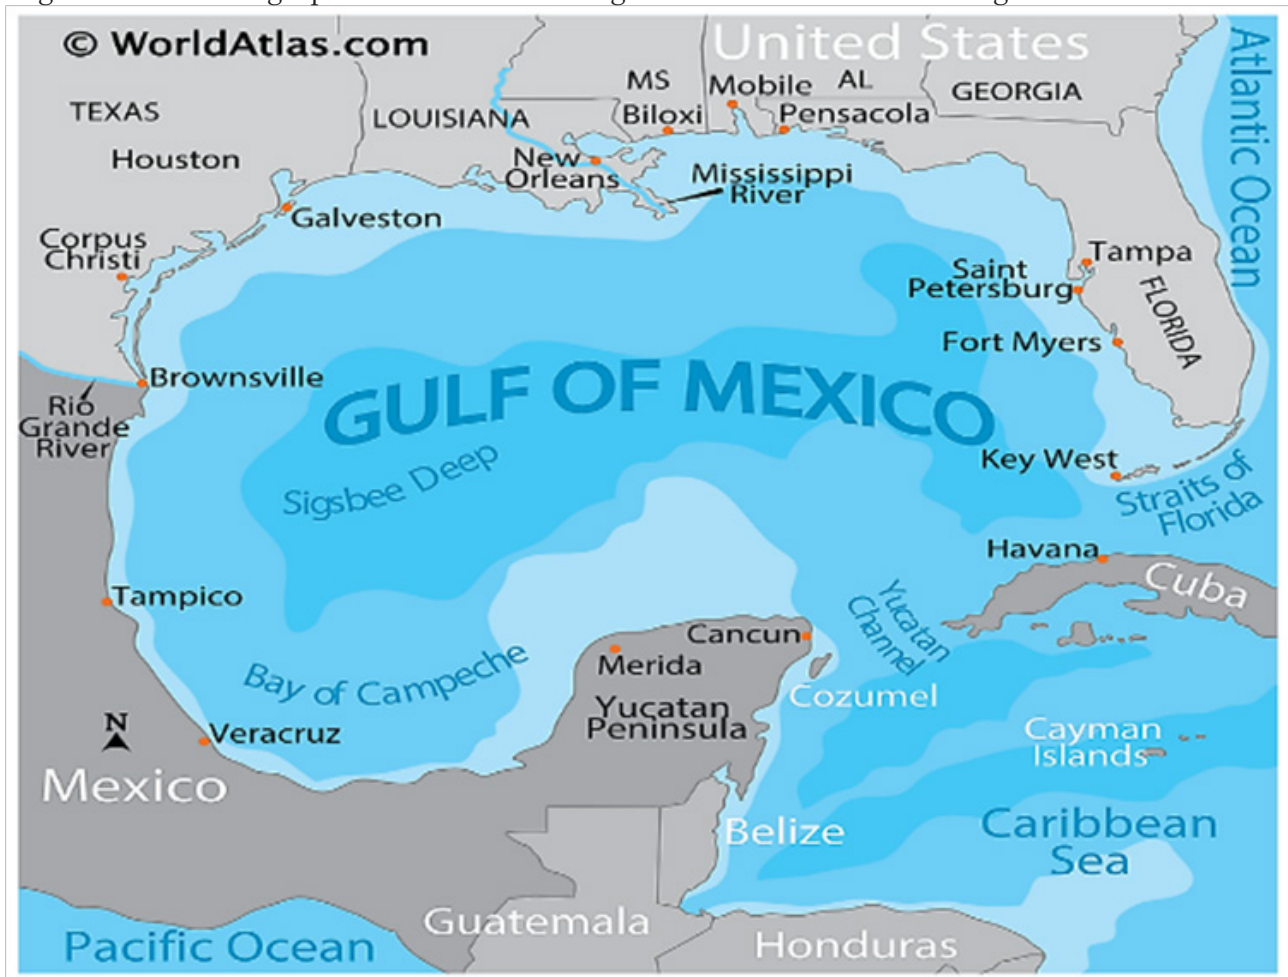 © WorldAtlas.com
United States
Atlantic Ocean
MS
Mobile
AL
GEORGIA
TEXAS
LOUISIANA
Biloxi
Pensacola
Houston
New
Orleans
Mississippi
River
Galveston
Corpus
Christi
Tampa
Saint
Petersburg
FLORIDA
Fort Myers
Brownsville
GULF OF MEXICO
Rio
Grande
River
Sigsbee Deep
Key West
Straits of
Florida
Havana
Cuba
Tampico
Yucatan
Channel
Cancun
Merida
Bay of Campeche
Cozumel
Yucatan
Peninsula
N
Veracruz
Cayman
Islands
Mexico
Belize
Caribbean
Sea
Guatemala
Honduras
Pacific Ocean